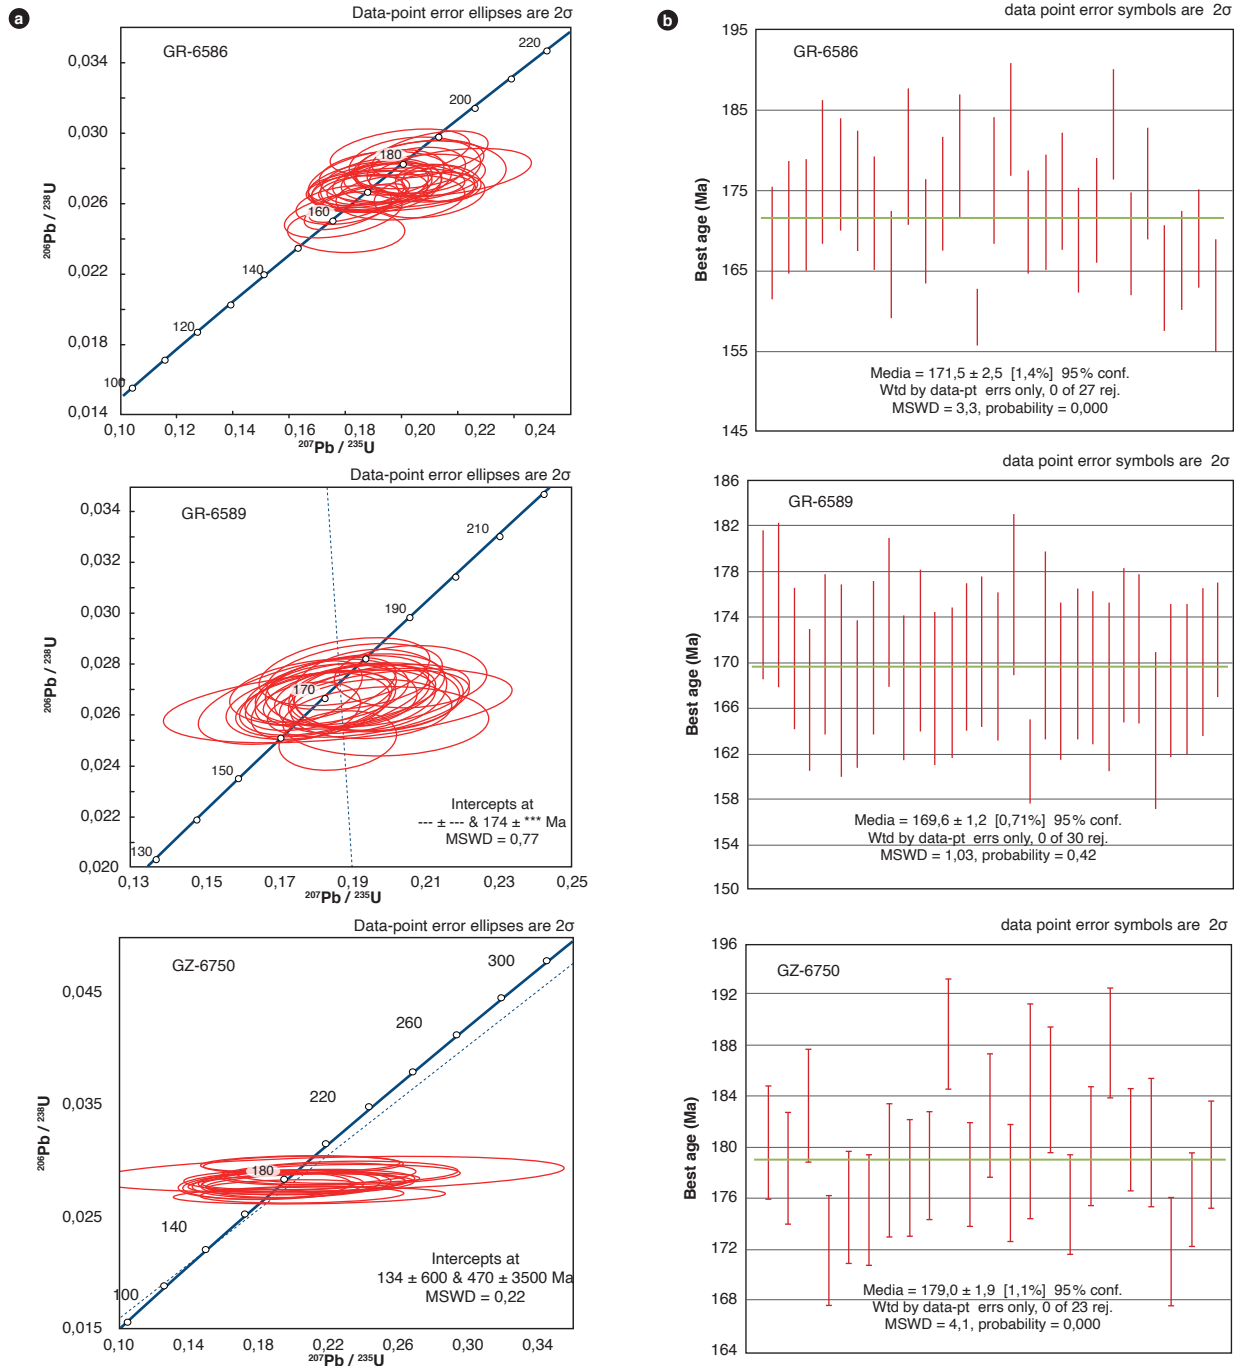 a
Data-point error ellipses are 2σ
GR-6586
0,034
0,030
0,026
0,022
0,018
0,014
206Pb / 238U
220
200
180
160
140
120
100
0,10 0,12 0,14 0,16 0,18 0,20 0,22 0,24
207Pb / 235U
b
data point error symbols are 2σ
GR-6586
195
185
175
165
155
145
Best age (Ma)
Media = 171,5 ± 2,5 [1,4%] 95% conf.
Wtd by data-pt errs only, 0 of 27 rej.
MSWD = 3,3, probability = 0,000
Data-point error ellipses are 2σ
GR-6589
0,034
0,032
0,030
0,028
0,026
0,024
0,022
0,020
206Pb / 238U
210
190
170
150
130
Intercepts at
--- ± --- & 174 ± *** Ma
MSWD = 0,77
0,13 0,15 0,17 0,19 0,21 0,23 0,25
207Pb / 235U
data point error symbols are 2σ
GR-6589
186
182
178
174
170
166
162
158
154
150
Best age (Ma)
Media = 169,6 ± 1,2 [0,71%] 95% conf.
Wtd by data-pt errs only, 0 of 30 rej.
MSWD = 1,03, probability = 0,42
Data-point error ellipses are 2σ
GZ-6750
0,045
0,035
0,025
0,015
206Pb / 238U
300
260
220
180
140
100
Intercepts at
134 ± 600 & 470 ± 3500 Ma
MSWD = 0,22
0,10 0,14 0,18 0,22 0,26 0,30 0,34
207Pb / 235U
data point error symbols are 2σ
GZ-6750
196
192
188
184
180
176
172
168
164
Best age (Ma)
Media = 179,0 ± 1,9 [1,1%] 95% conf.
Wtd by data-pt errs only, 0 of 23 rej.
MSWD = 4,1, probability = 0,000